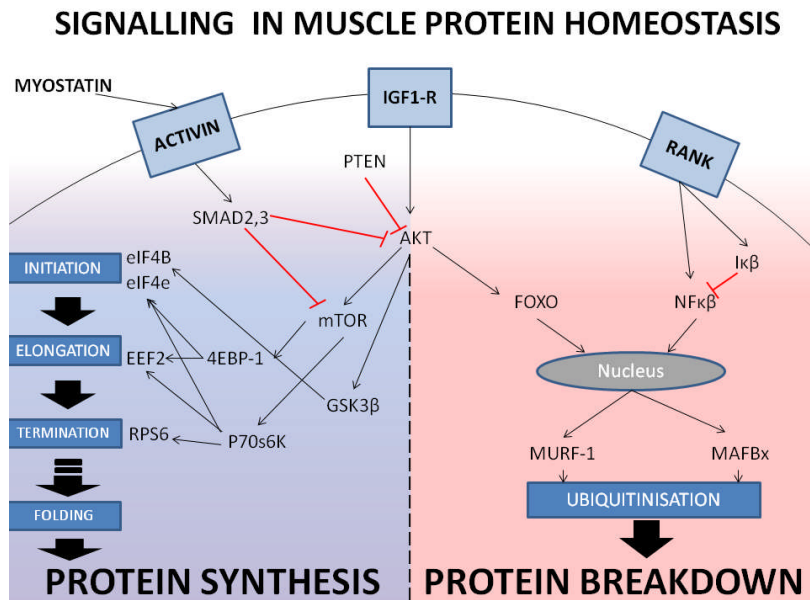 SIGNALLING IN MUSCLE PROTEIN HOMEOSTASIS
MYOSTATIN
ACTIVIN
IGF1-R
RANK
PTEN
SMAD2,3
AKT
Iκβ
INITIATION
eIF4B
eIF4e
FOXO
NFκβ
mTOR
ELONGATION
EEF2
4EBP-1
Nucleus
GSK3β
TERMINATION
RPS6
P70s6K
MURF-1
MAFBx
FOLDING
UBIQUITINISATION
PROTEIN SYNTHESIS
PROTEIN BREAKDOWN